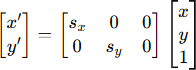 [x′ y′] = [s_x 0 0; 0 s_y 0] [x; y; 1]